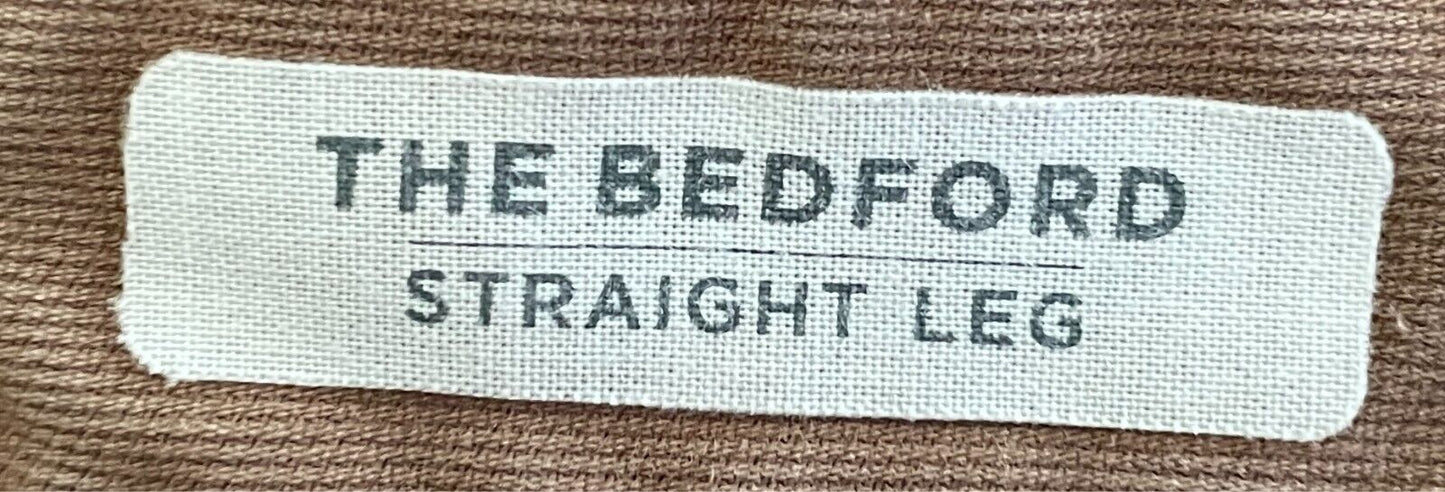 THE BEDFORD
STRAIGHT LEG